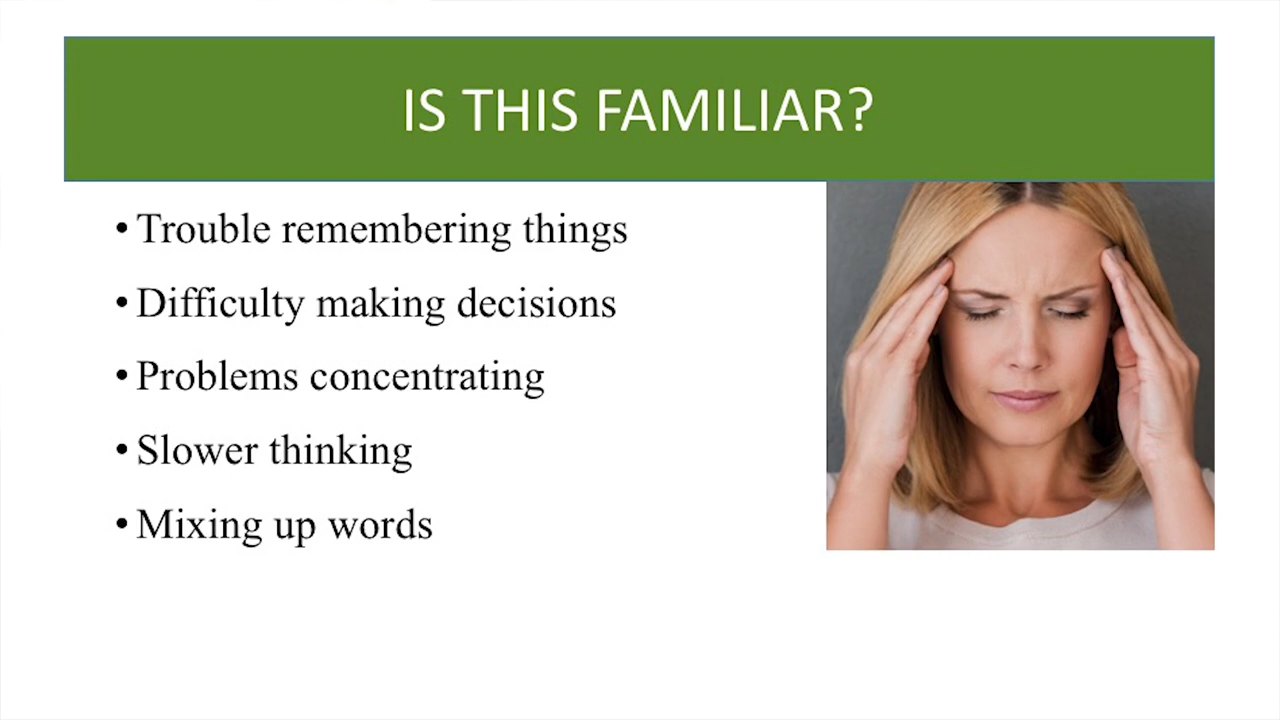 IS THIS FAMILIAR?
• Trouble remembering things
• Difficulty making decisions
• Problems concentrating
• Slower thinking
• Mixing up words